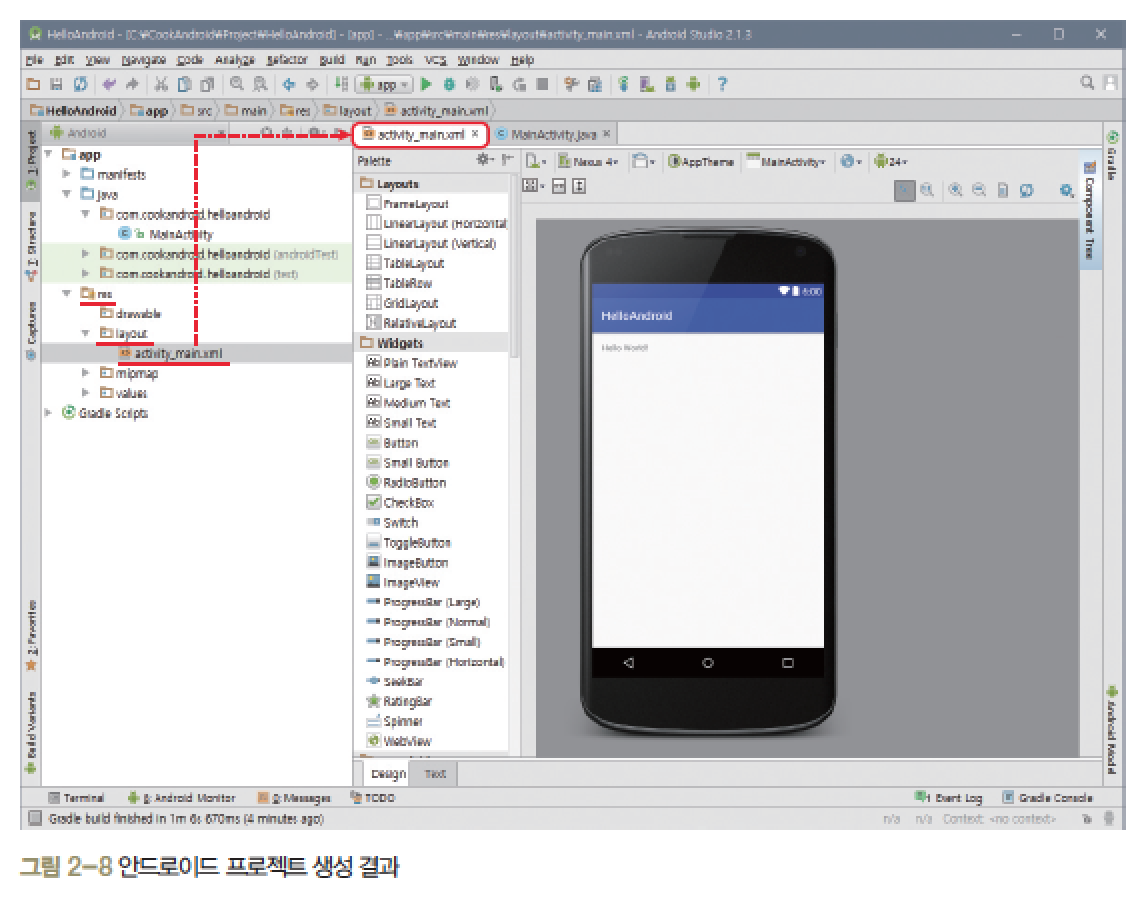 HelloAndroid - [C:\CookAndroid\Project\HelloAndroid] - [app] - ...\app\src\main\res\layout\activity_main.xml - Android Studio 2.1.3
File Edit View Navigate Code Analyze Refactor Build Run Tools VCS Window Help
app
HelloAndroid app src main res layout activity_main.xml
Android
activity_main.xml
MainActivity.java
1: Project
7: Structure
Captures
2: Favorites
Build Variants
app
manifests
java
com.cookandroid.helloandroid
MainActivity
com.cookandroid.helloandroid (androidTest)
com.cookandroid.helloandroid (test)
res
drawable
layout
activity_main.xml
mipmap
values
Gradle Scripts
Palette
Layouts
FrameLayout
LinearLayout (Horizontal
LinearLayout (Vertical)
TableLayout
TableRow
GridLayout
RelativeLayout
Widgets
Plain TextView
Large Text
Medium Text
Small Text
Button
Small Button
RadioButton
CheckBox
Switch
ToggleButton
ImageButton
ImageView
ProgressBar (Large)
ProgressBar (Normal)
ProgressBar (Small)
ProgressBar (Horizontal)
SeekBar
RatingBar
Spinner
WebView
Design Text
Nexus 4 AppTheme MainActivity 24
6:00
HelloAndroid
Hello World!
Gradle
Component Tree
Android Model
Terminal 6: Android Monitor 0: Messages TODO Event Log Gradle Console
Gradle build finished in 1m 6s 670ms (4 minutes ago) n/a n/a Context: <no context>
그림 2-8 안드로이드 프로젝트 생성 결과